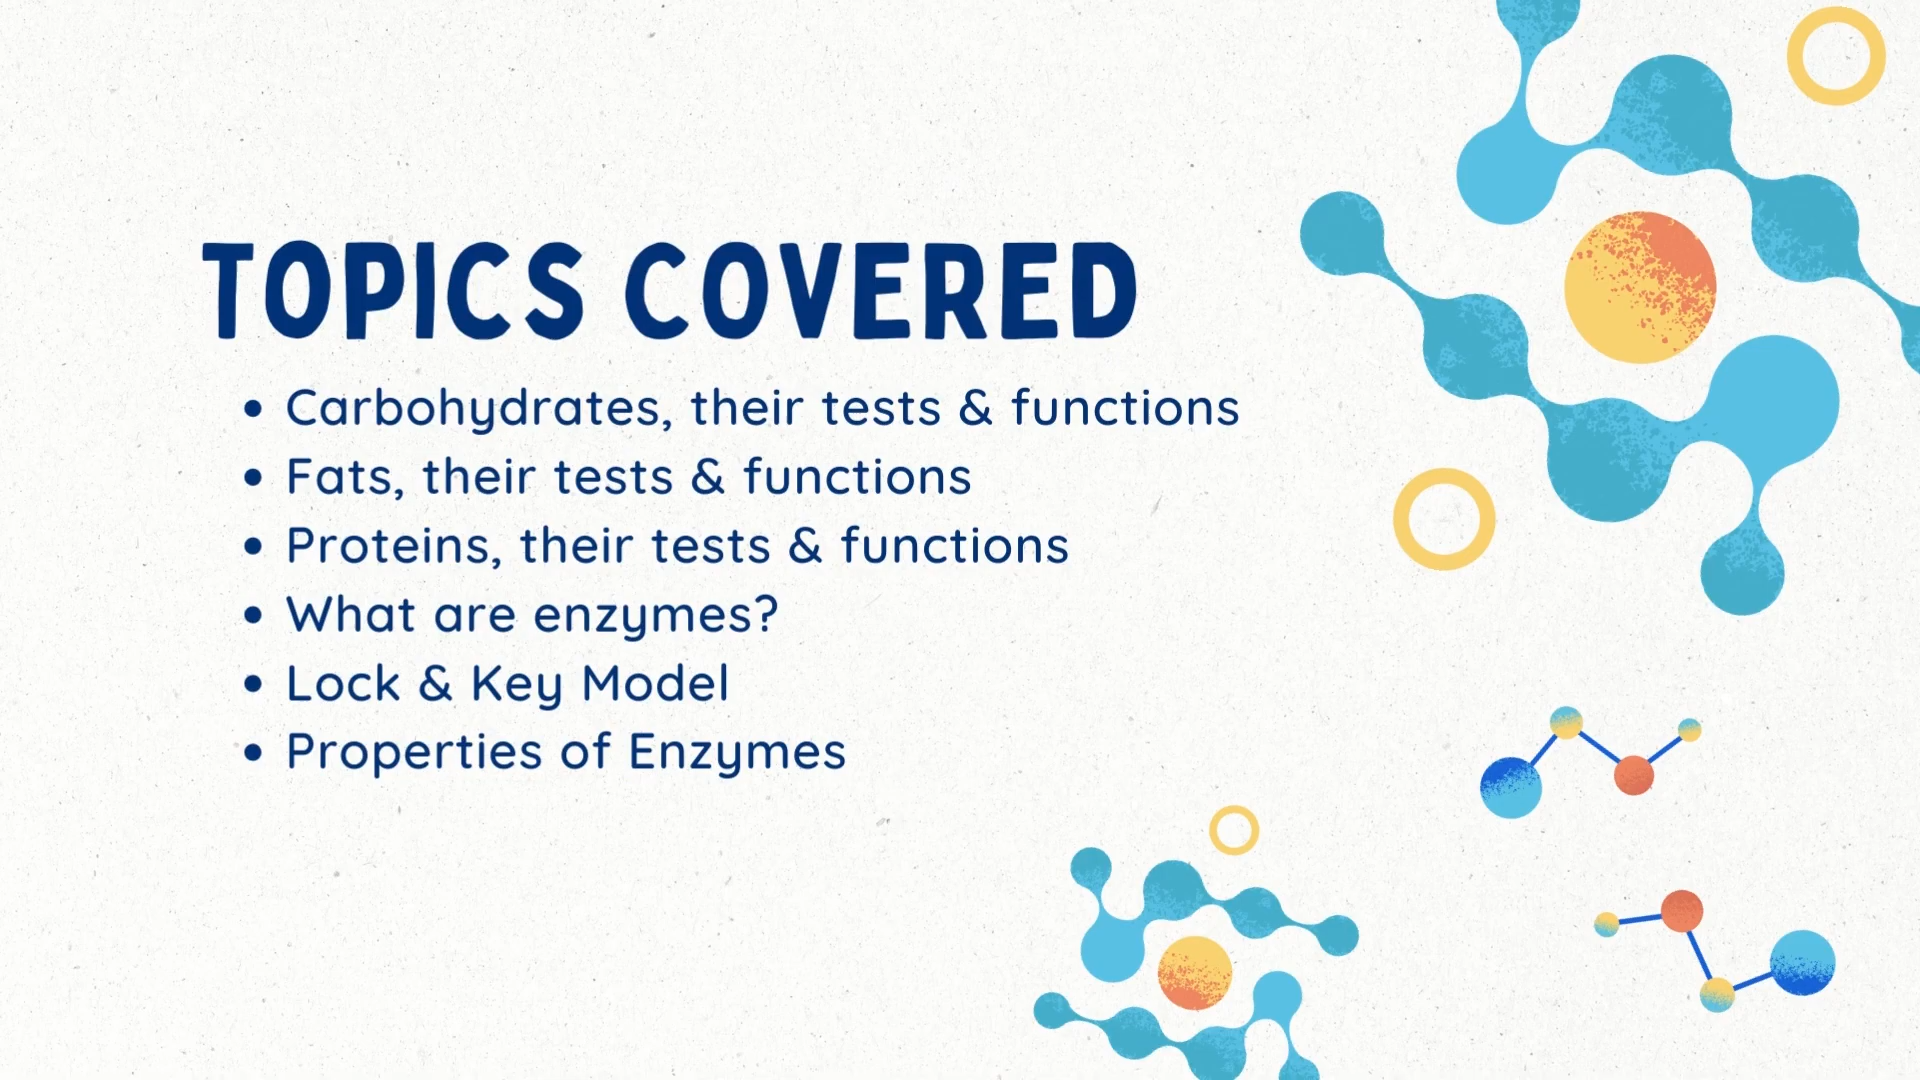 TOPICS COVERED
• Carbohydrates, their tests & functions
• Fats, their tests & functions
• Proteins, their tests & functions
• What are enzymes?
• Lock & Key Model
• Properties of Enzymes